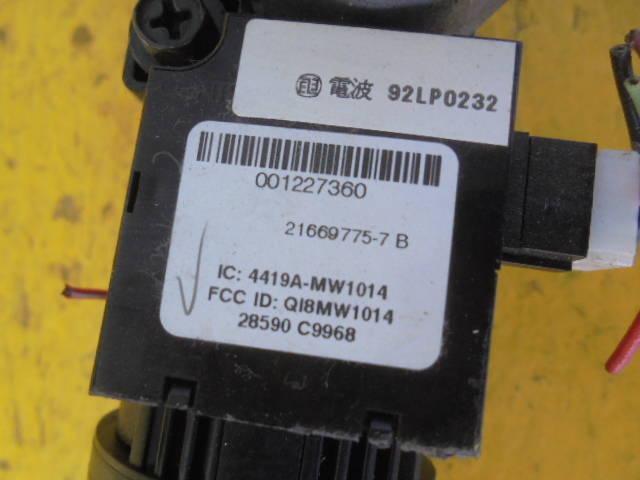 電波 92LP0232
001227360
21669775-7 B
IC: 4419A-MW1014
FCC ID: QI8MW1014
28590 C9968